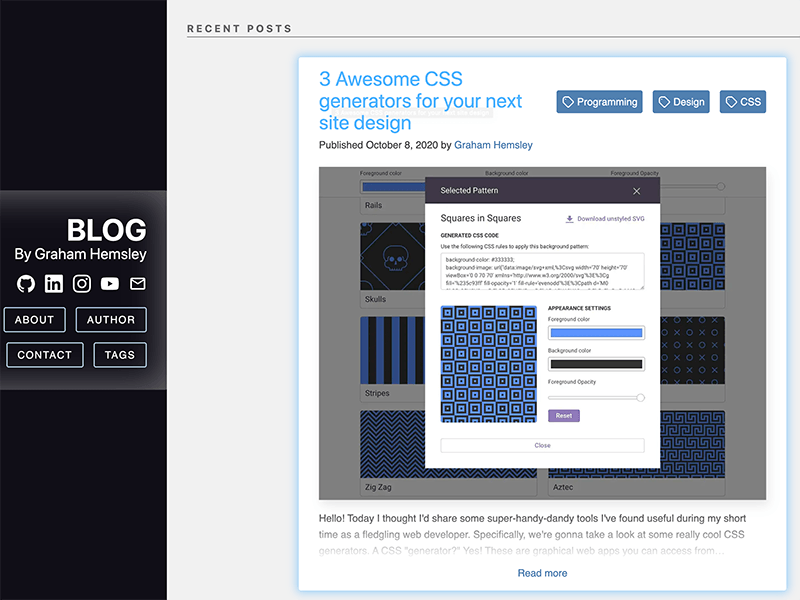 RECENT POSTS
BLOG
By Graham Hemsley
ABOUT
AUTHOR
CONTACT
TAGS
3 Awesome CSS
generators for your next
site design
Programming
Design
CSS
Published October 8, 2020 by Graham Hemsley
Foreground color
Background color
Foreground Opacity
Rails
Skulls
Stripes
Zig Zag
Aztec
Selected Pattern
Squares in Squares
Download unstyled SVG
GENERATED CSS CODE
Use the following CSS rules to apply this background pattern:
background-color: #333333;
background-image: url("data:image/svg+xml,%3Csvg width='70' height='70'
viewBox='0 0 70 70' xmlns='http://www.w3.org/2000/svg'%3E%3Cg
fill='%235c93ff' fill-opacity='1' fill-rule='evenodd'%3E%3Cpath d='M0
APPEARANCE SETTINGS
Foreground color
Background color
Foreground Opacity
Reset
Close
Hello! Today I thought I'd share some super-handy-dandy tools I've found useful during my short
time as a fledgling web developer. Specifically, we're gonna take a look at some really cool CSS
generators. A CSS "generator?" Yes! These are graphical web apps you can access from…
Read more